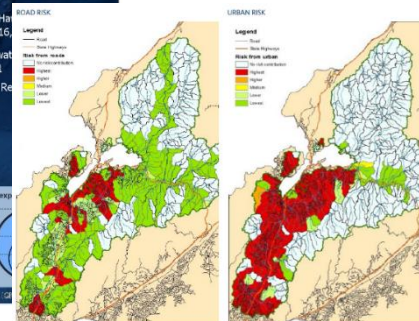 ROAD RISK
Legend
Road
State Highways
Risk from roads
No risk contribution
Highest
Higher
Medium
Lower
Lowest
URBAN RISK
Legend
Road
State Highways
Risk from urban
No risk contribution
Highest
Higher
Medium
Lower
Lowest